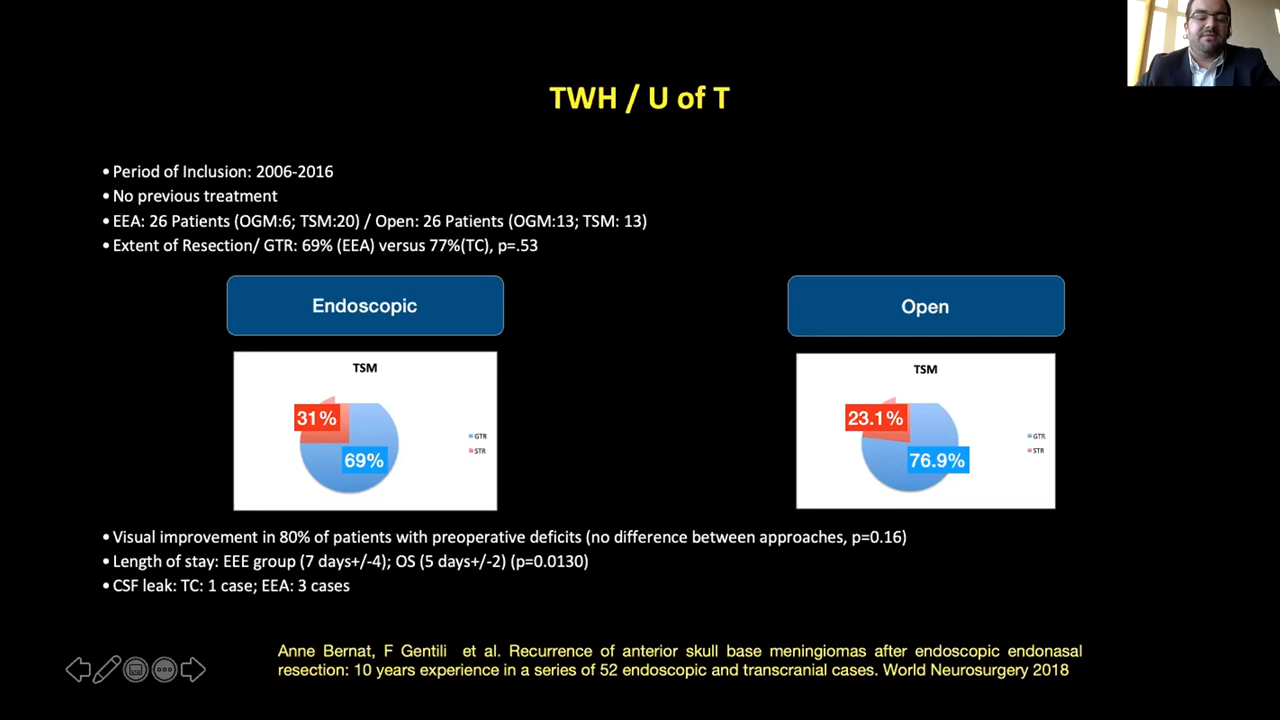 TWH / U of T
• Period of Inclusion: 2006-2016
• No previous treatment
• EEA: 26 Patients (OGM:6; TSM:20) / Open: 26 Patients (OGM:13; TSM: 13)
• Extent of Resection/ GTR: 69% (EEA) versus 77%(TC), p=.53
Endoscopic
Open
TSM
31%
69%
GTR
STR
TSM
23.1%
76.9%
GTR
STR
• Visual improvement in 80% of patients with preoperative deficits (no difference between approaches, p=0.16)
• Length of stay: EEE group (7 days+/-4); OS (5 days+/-2) (p=0.0130)
• CSF leak: TC: 1 case; EEA: 3 cases
Anne Bernat, F Gentili et al. Recurrence of anterior skull base meningiomas after endoscopic endonasal
resection: 10 years experience in a series of 52 endoscopic and transcranial cases. World Neurosurgery 2018